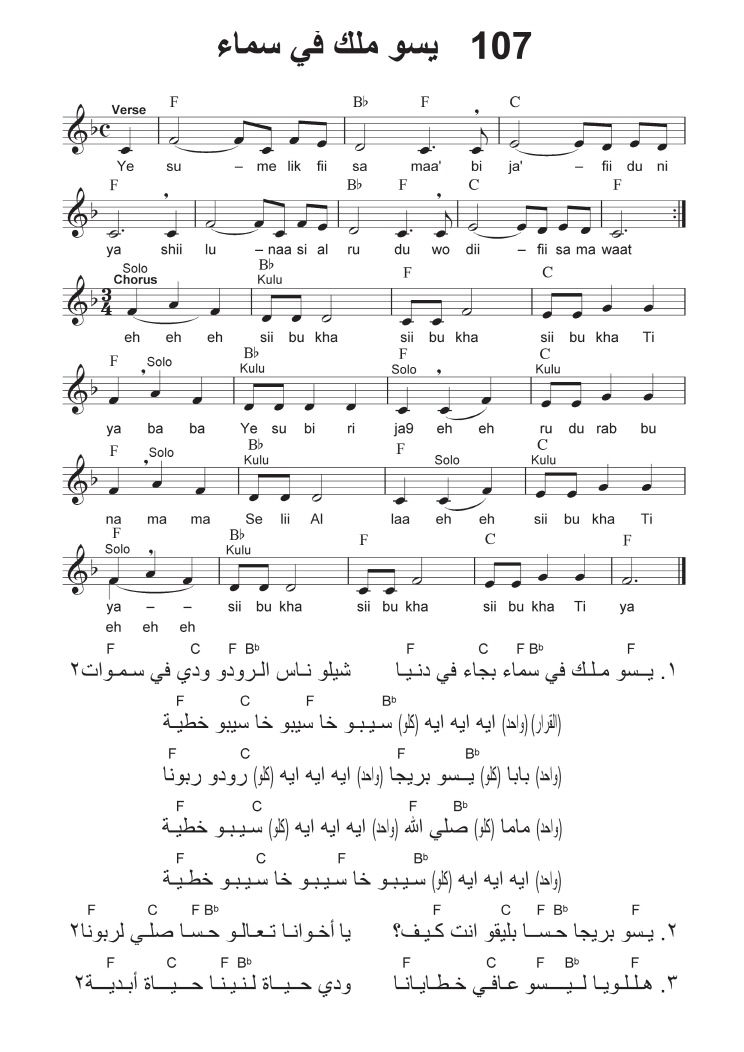 107 يسو ملك في سماء
Verse F B♭ F C
Ye su – me lik fii sa maa' bi ja' – fii du ni
F B♭ F C F
ya shii lu – naa si al ru du wo dii – fii sa ma waat
Solo B♭ F C
Chorus Kulu
eh eh eh sii bu kha sii bu kha sii bu kha Ti
F Solo B♭ Kulu F Solo C Kulu
ya ba ba Ye su bi ri ja9 eh eh ru du rab bu
F Solo B♭ Kulu F Solo C Kulu
na ma ma Se lii Al laa eh eh sii bu kha Ti
F Solo B♭ Kulu F C F
ya – – sii bu kha sii bu kha sii bu kha Ti ya
eh eh eh
F C F Bb F C F Bb F
١. يسو ملك في سماء بجاء في دنيا شيلو ناس الرودو ودي في سموات٢
F C F Bb
(القرار) (واحد) ايه ايه ايه (كلو) سيبو خا سيبو خا سيبو خطية
F C F Bb
(واحد) بابا (كلو) يسو بريجا (واحد) ايه ايه ايه (كلو) رودو ربونا
F C F Bb
(واحد) ماما (كلو) صلي الله (واحد) ايه ايه ايه (كلو) سيبو خطية
F C F Bb
(واحد) ايه ايه ايه (كلو) سيبو خا سيبو خا سيبو خطية
F C F Bb F C F Bb F
٢. يسو بريجا حسا بليقو انت كيف؟ يا أخوانا تعالو حسا صلي لربونا٢
F C F Bb F C F Bb F
٣. هللويا ليسو عافي خطايانا ودي حياة لنينا حياة أبدية٢